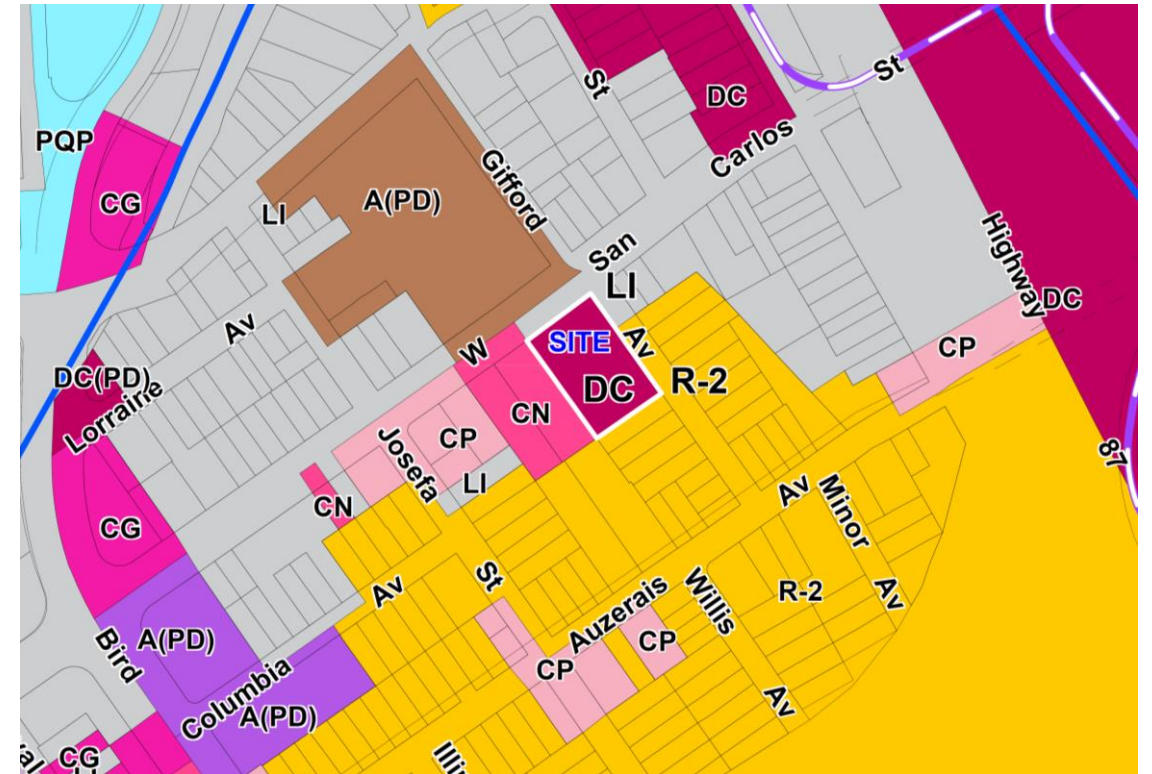 St
DC
St
PQP
Carlos
CG
LI
A(PD)
Gifford
San
Highway
LI
DC
Av
W
SITE
Av
CP
DC(PD)
Lorraine
R-2
DC
CN
CP
Josefa
LI
CN
87
CG
Av
Minor
St
Av
Willis
R-2
Av
Auzerais
Bird
A(PD)
CP
CP
Columbia
A(PD)
Av
CG